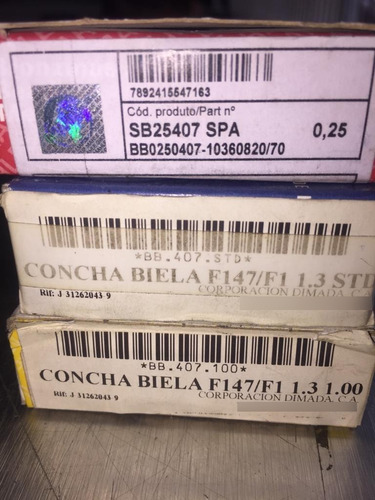 7892415547163
Cód. produto/Part nº
SB25407 SPA 0,25
BB0250407-10360820/70
*BB.407.STD*
CONCHA BIELA F147/F1 1.3 STD
Rif: J 31262043 9 CORPORACION DIMADA, C.A.
*BB.407.100*
CONCHA BIELA F147/F1 1.3 1.00
Rif: J 31262043 9 CORPORACION DIMADA, C.A.